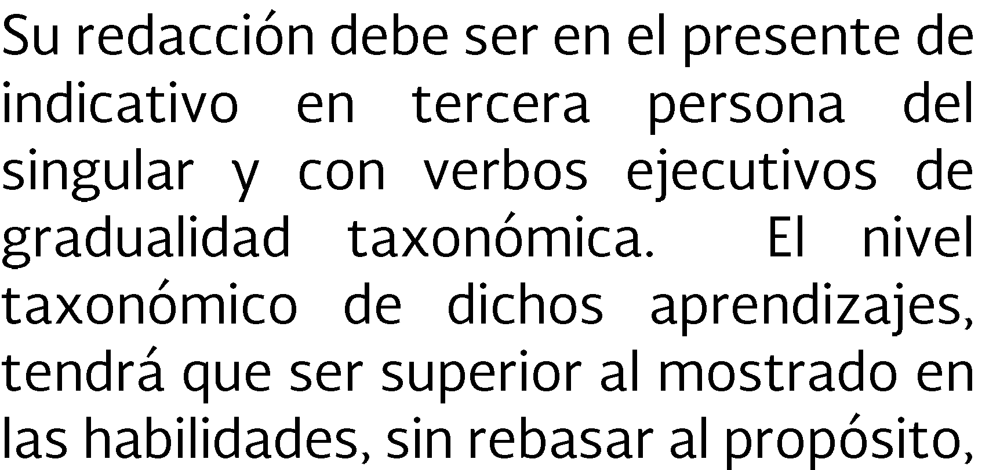 Su redacción debe ser en el presente de
indicativo en tercera persona del
singular y con verbos ejecutivos de
gradualidad taxonómica. El nivel
taxonómico de dichos aprendizajes,
tendrá que ser superior al mostrado en
las habilidades, sin rebasar al propósito,